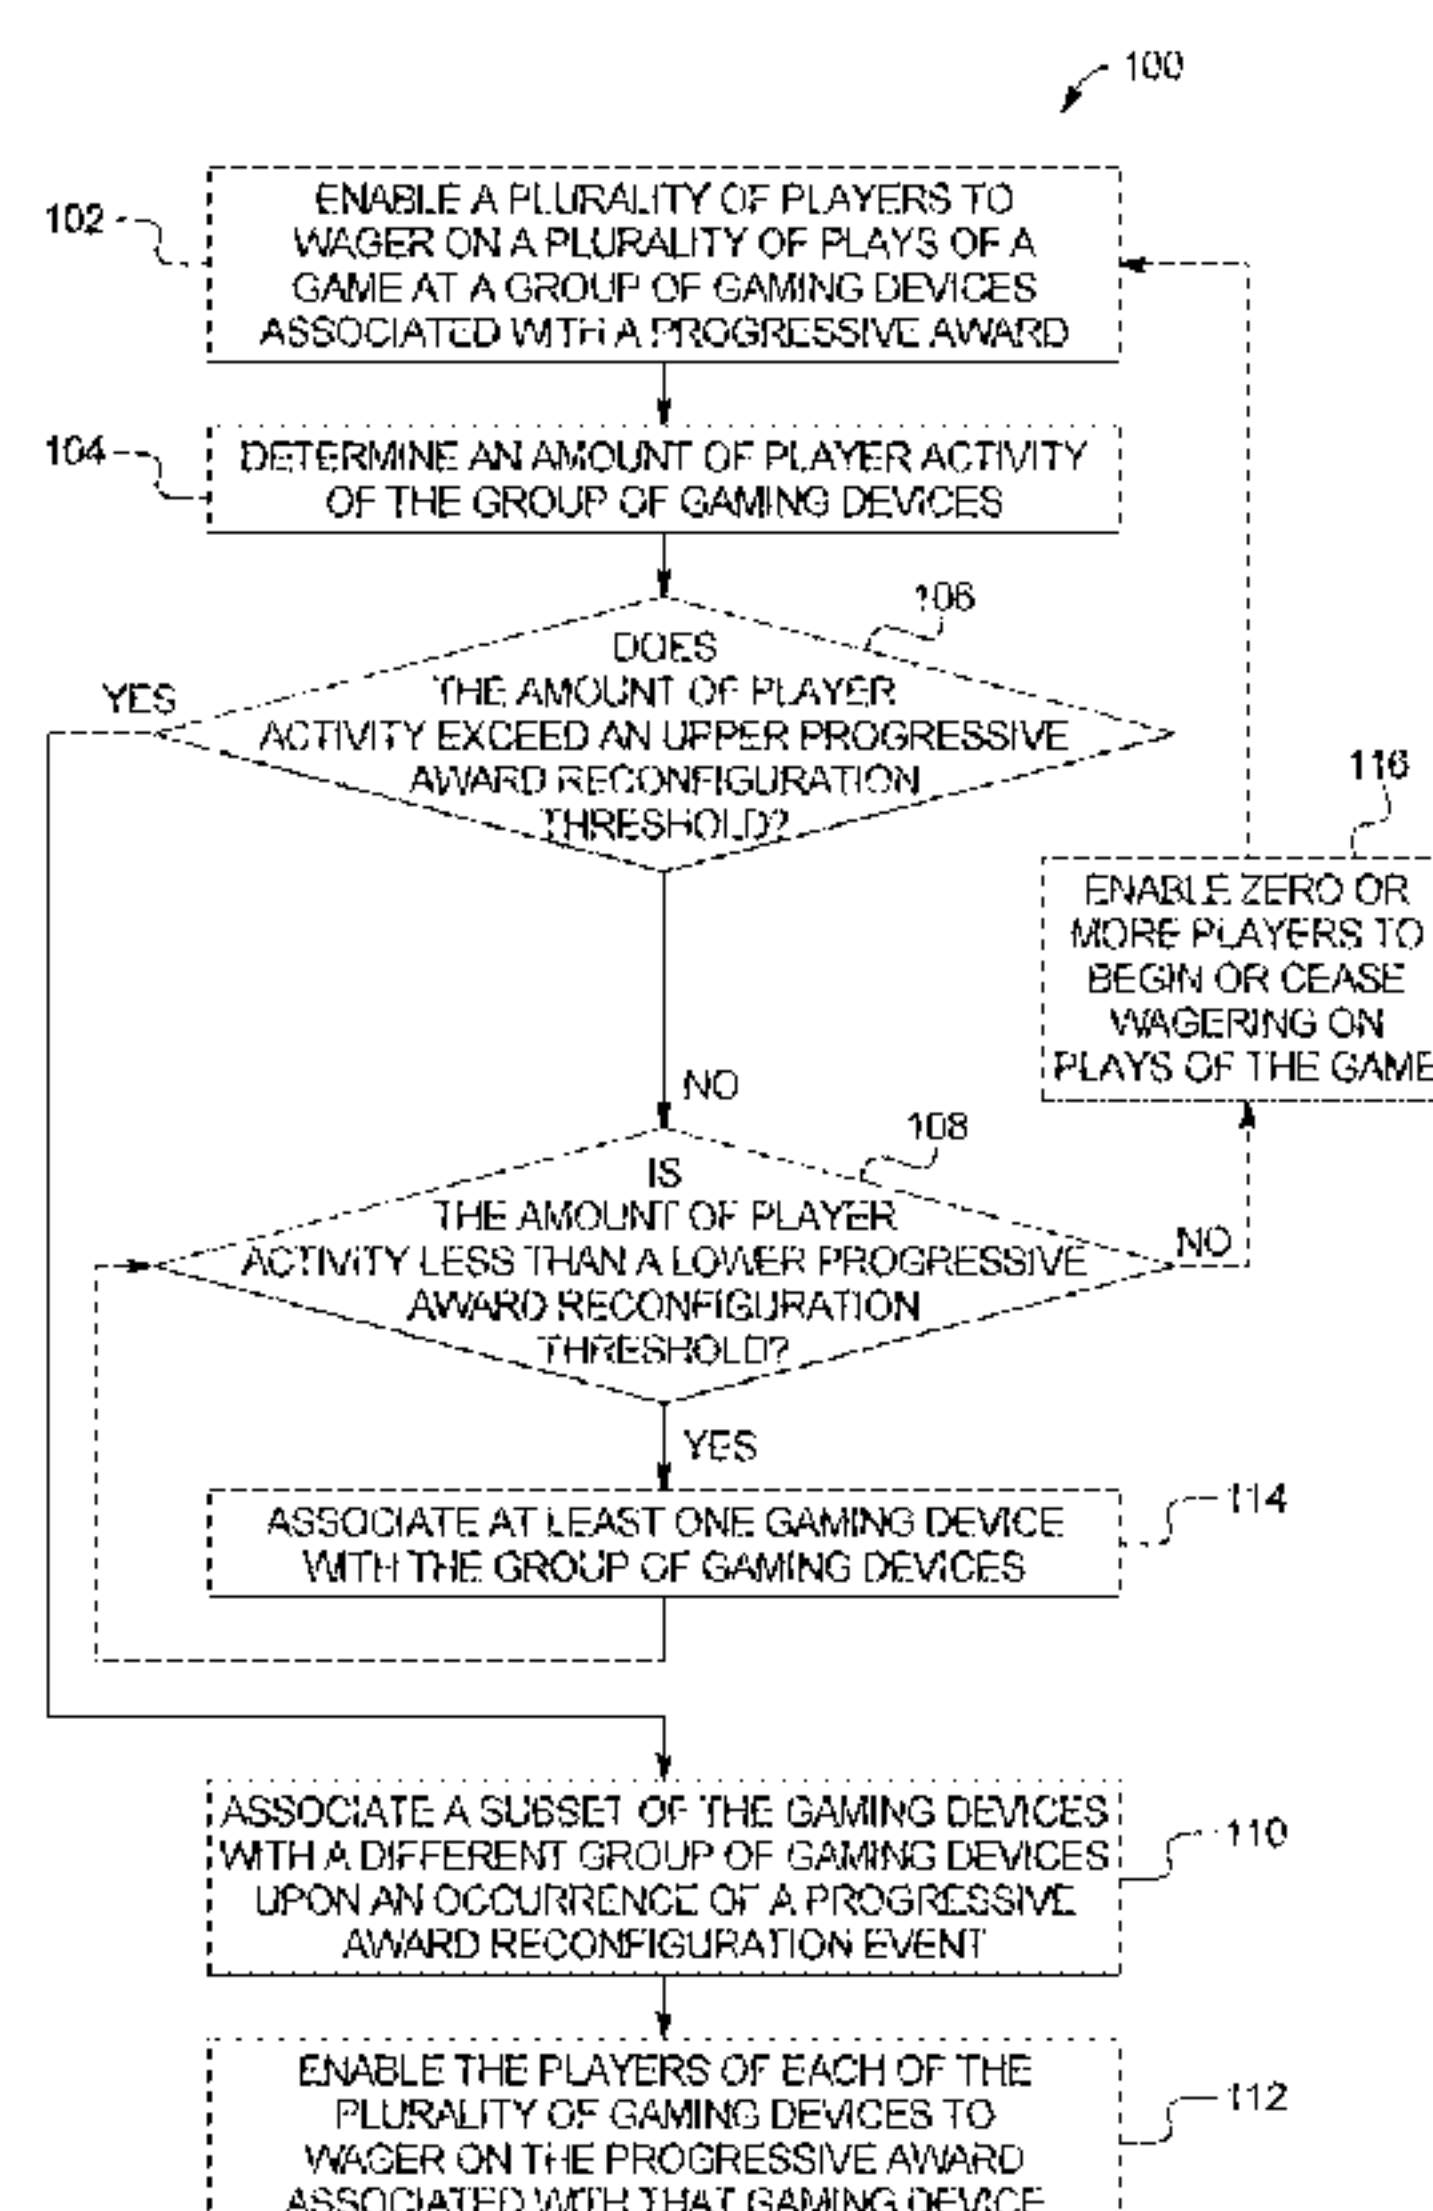 100
102
ENABLE A PLURALITY OF PLAYERS TO
WAGER ON A PLURALITY OF PLAYS OF A
GAME AT A GROUP OF GAMING DEVICES
ASSOCIATED WITH A PROGRESSIVE AWARD
104
DETERMINE AN AMOUNT OF PLAYER ACTIVITY
OF THE GROUP OF GAMING DEVICES
106
DOES
THE AMOUNT OF PLAYER
ACTIVITY EXCEED AN UPPER PROGRESSIVE
AWARD RECONFIGURATION
THRESHOLD?
YES
NO
116
ENABLE ZERO OR
MORE PLAYERS TO
BEGIN OR CEASE
WAGERING ON
PLAYS OF THE GAME
108
IS
THE AMOUNT OF PLAYER
ACTIVITY LESS THAN A LOWER PROGRESSIVE
AWARD RECONFIGURATION
THRESHOLD?
NO
YES
114
ASSOCIATE AT LEAST ONE GAMING DEVICE
WITH THE GROUP OF GAMING DEVICES
110
ASSOCIATE A SUBSET OF THE GAMING DEVICES
WITH A DIFFERENT GROUP OF GAMING DEVICES
UPON AN OCCURRENCE OF A PROGRESSIVE
AWARD RECONFIGURATION EVENT
112
ENABLE THE PLAYERS OF EACH OF THE
PLURALITY OF GAMING DEVICES TO
WAGER ON THE PROGRESSIVE AWARD
ASSOCIATED WITH THAT GAMING DEVICE